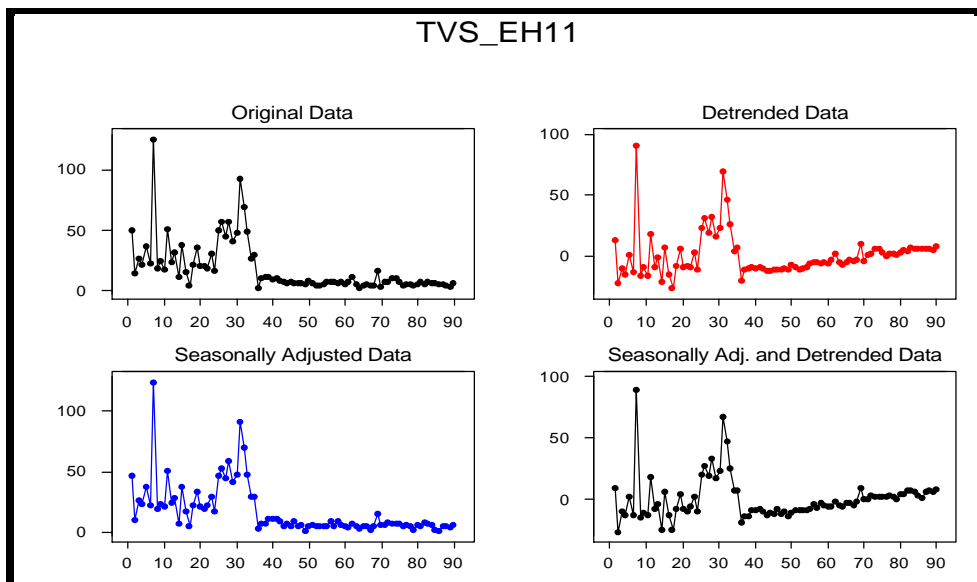 TVS_EH11
Original Data
100
50
0
0 10 20 30 40 50 60 70 80 90
Detrended Data
100
50
0
0 10 20 30 40 50 60 70 80 90
Seasonally Adjusted Data
100
50
0
0 10 20 30 40 50 60 70 80 90
Seasonally Adj. and Detrended Data
100
50
0
0 10 20 30 40 50 60 70 80 90